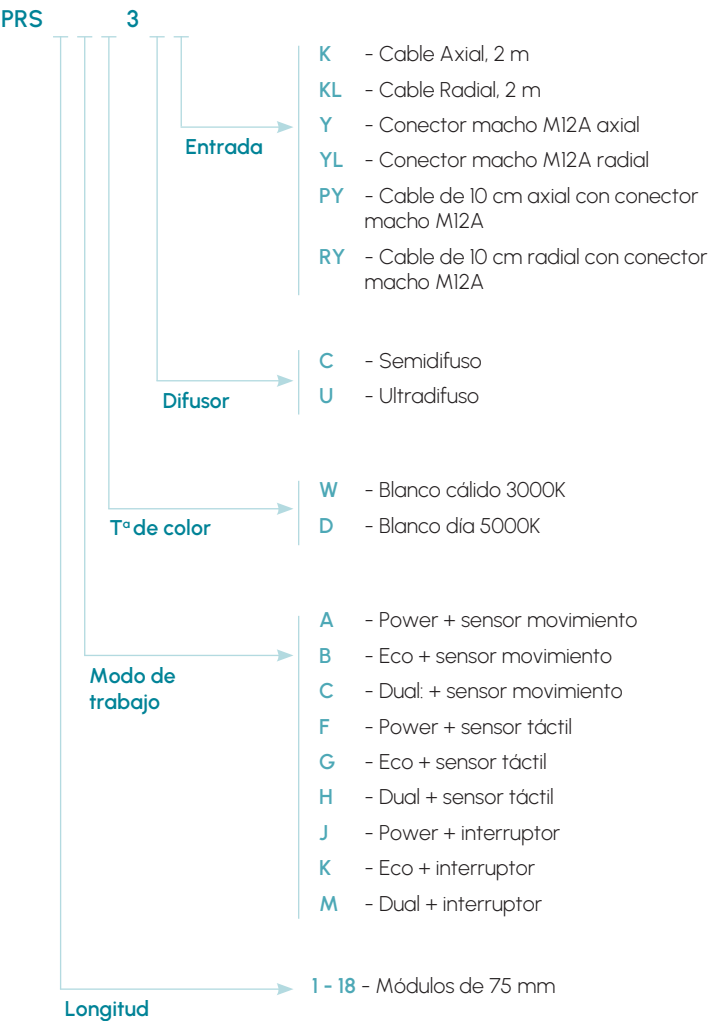 PRS 3
K - Cable Axial, 2 m
KL - Cable Radial, 2 m
Y - Conector macho M12A axial
Entrada
YL - Conector macho M12A radial
PY - Cable de 10 cm axial con conector
macho M12A
RY - Cable de 10 cm radial con conector
macho M12A
C - Semidifuso
Difusor
U - Ultradifuso
W - Blanco cálido 3000K
Tª de color
D - Blanco día 5000K
A - Power + sensor movimiento
B - Eco + sensor movimiento
Modo de
trabajo
C - Dual: + sensor movimiento
F - Power + sensor táctil
G - Eco + sensor táctil
H - Dual + sensor táctil
J - Power + interruptor
K - Eco + interruptor
M - Dual + interruptor
1 - 18 - Módulos de 75 mm
Longitud